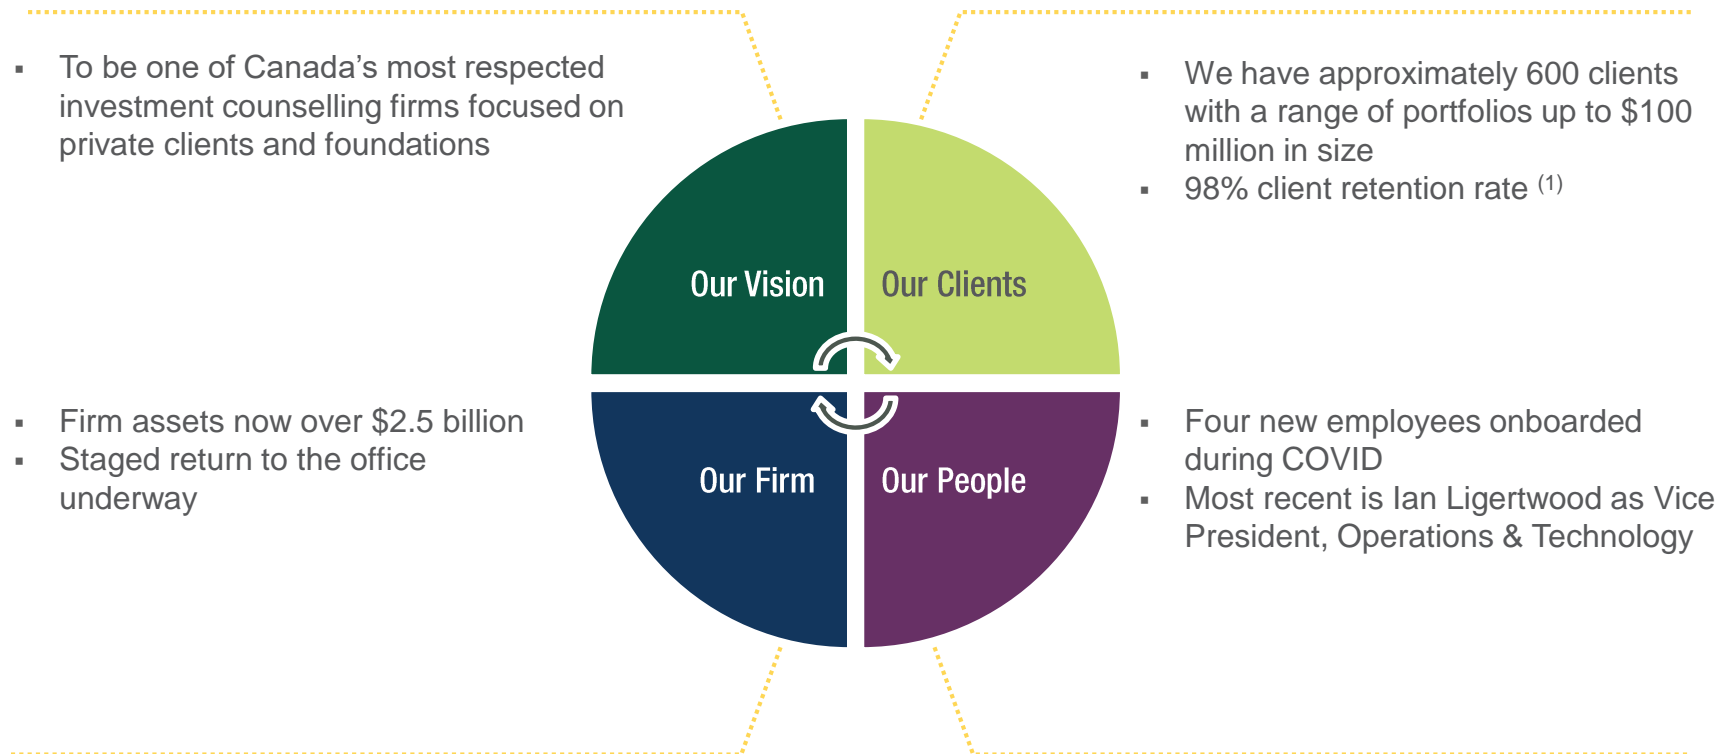 ▪ To be one of Canada’s most respected
investment counselling firms focused on
private clients and foundations
▪ We have approximately 600 clients
with a range of portfolios up to $100
million in size
▪ 98% client retention rate (1)
Our Vision
Our Clients
▪ Firm assets now over $2.5 billion
▪ Staged return to the office
underway
Our Firm
Our People
▪ Four new employees onboarded
during COVID
▪ Most recent is Ian Ligertwood as Vice
President, Operations & Technology